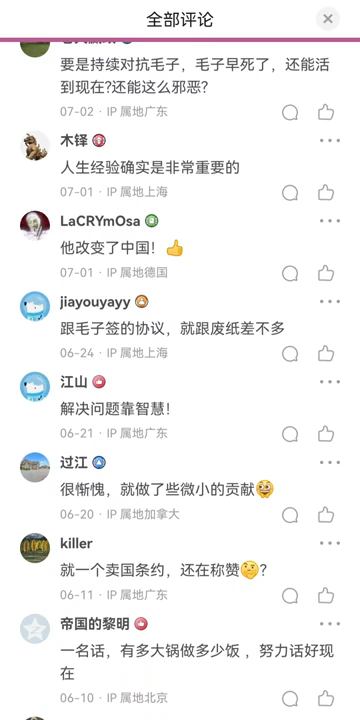 全部评论
要是持续对抗毛子，毛子早死了，还能活
到现在?还能这么邪恶?
07-02 · IP 属地广东
木铎
人生经验确实是非常重要的
07-01 · IP 属地上海
LaCRYmOsa
他改变了中国！
07-01 · IP 属地德国
jiayouyayy
跟毛子签的协议，就跟废纸差不多
06-24 · IP 属地上海
江山
解决问题靠智慧！
06-21 · IP 属地广东
过江
很惭愧，就做了些微小的贡献
06-20 · IP 属地加拿大
killer
就一个卖国条约，还在称赞?
06-11 · IP 属地广东
帝国的黎明
一名话，有多大锅做多少饭 ，努力话好现
在
06-10 · IP 属地北京